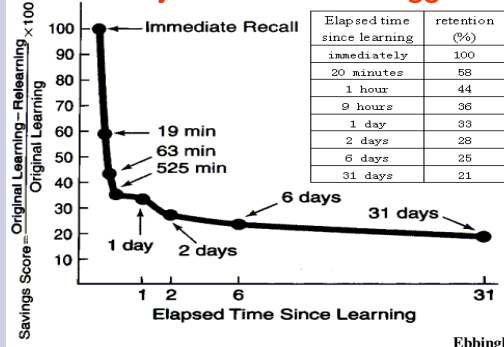 Immediate Recall
Elapsed time since learning retention (%)
immediately 100
20 minutes 58
1 hour 44
9 hours 36
1 day 33
2 days 28
6 days 25
31 days 21
Savings Score= Original Learning – Relearning ×100
Original Learning
100
90
80
70
60
50
40
30
20
10
19 min
63 min
525 min
1 day
2 days
6 days
31 days
1 2 6 31
Elapsed Time Since Learning